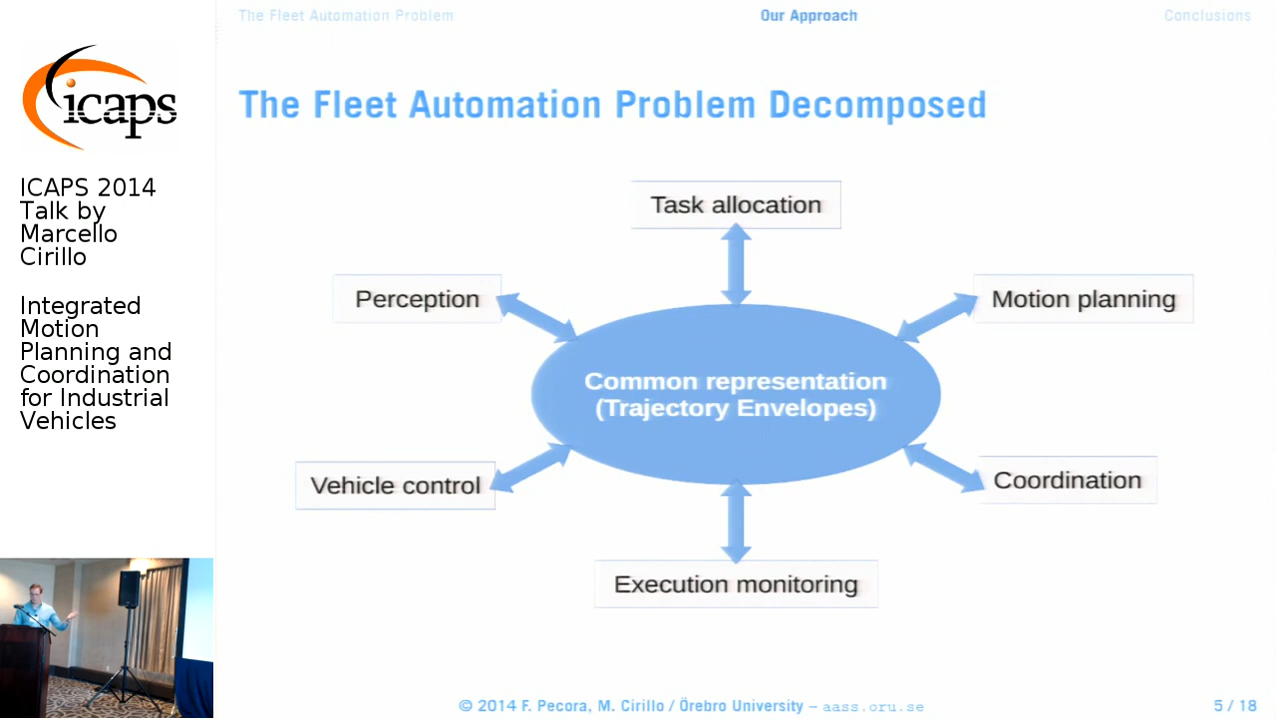 The Fleet Automation Problem
Our Approach
Conclusions
icaps
ICAPS 2014
Talk by
Marcello
Cirillo
Integrated
Motion
Planning and
Coordination
for Industrial
Vehicles
The Fleet Automation Problem Decomposed
Task allocation
Perception
Motion planning
Common representation
(Trajectory Envelopes)
Vehicle control
Coordination
Execution monitoring
© 2014 F. Pecora, M. Cirillo / Örebro University – aass.oru.se
5 / 18